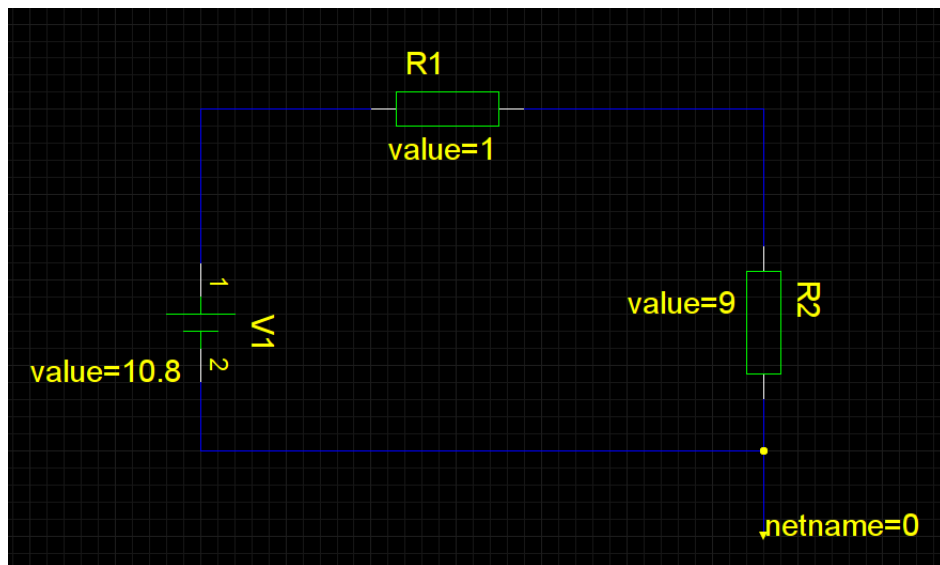 R1
value=1
1
V1
2
value=10.8
value=9
R2
netname=0